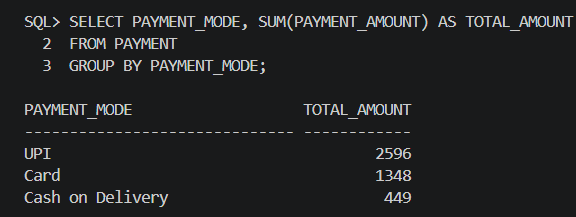 SQL> SELECT PAYMENT_MODE, SUM(PAYMENT_AMOUNT) AS TOTAL_AMOUNT
  2  FROM PAYMENT
  3  GROUP BY PAYMENT_MODE;

PAYMENT_MODE                   TOTAL_AMOUNT
------------------------------ ------------
UPI                                    2596
Card                                   1348
Cash on Delivery                        449